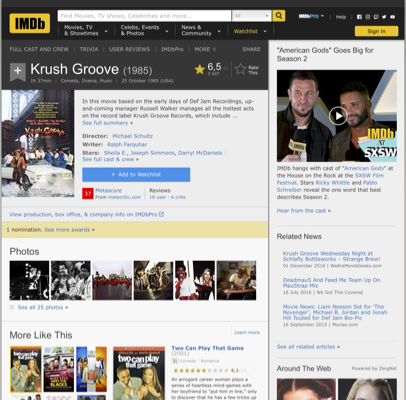 IMDb
Find Movies, TV shows, Celebrities and more...
All
IMDbPro
Help
Movies, TV & Showtimes
Celebs, Events & Photos
News & Community
Watchlist
Sign in
FULL CAST AND CREW | TRIVIA | USER REVIEWS | IMDbPro | MORE
SHARE
Krush Groove (1985)
1h 37min | Comedy, Drama, Music | 25 October 1985 (USA)
6,5
Rate This
In this movie based on the early days of Def Jam Recordings, up-
and-coming manager Russell Walker manages all the hottest acts
on the record label Krush Groove Records, which include ...
See full summary »
Director: Michael Schultz
Writer: Ralph Farquhar
Stars: Sheila E., Joseph Simmons, Darryl McDaniels
See full cast & crew »
+ Add to Watchlist
37
Metascore
From metacritic.com
Reviews
18 user | 6 critic
View production, box office, & company info on IMDbPro
1 nomination. See more awards »
Photos
See all 25 photos »
More Like This
Learn more
Two Can Play That Game
(2001)
Comedy | Romance
An arrogant career woman plays a
series of heartless mind-games with
her boyfriend to "put him in line", only
to discover that he has a few tricks up
"American Gods" Goes Big for
Season 2
IMDb
at
SXSW
IMDb hangs with cast of "American Gods" at
the House on the Rock at the SXSW Film
Festival. Stars Ricky Whittle and Pablo
Schreiber reveal the one word that best
describes Season 2.
Hear from the cast »
Related News
Krush Groove Wednesday Night at
Schlafly Bottleworks – Strange Brew!
01 December 2016 | WeAreMovieGeeks.com
DeadmauS And Feed Me Team Up On
MauStrap Mix
18 July 2016 | We Got This Covered
Movie News: Liam Neeson Set for 'The
Revenger'; Michael B. Jordan and Jonah
Hill Touted for Def Jam Bio-Pic
16 September 2015 | Movies.com
See all related articles »
Around The Web
Powered by ZergNet